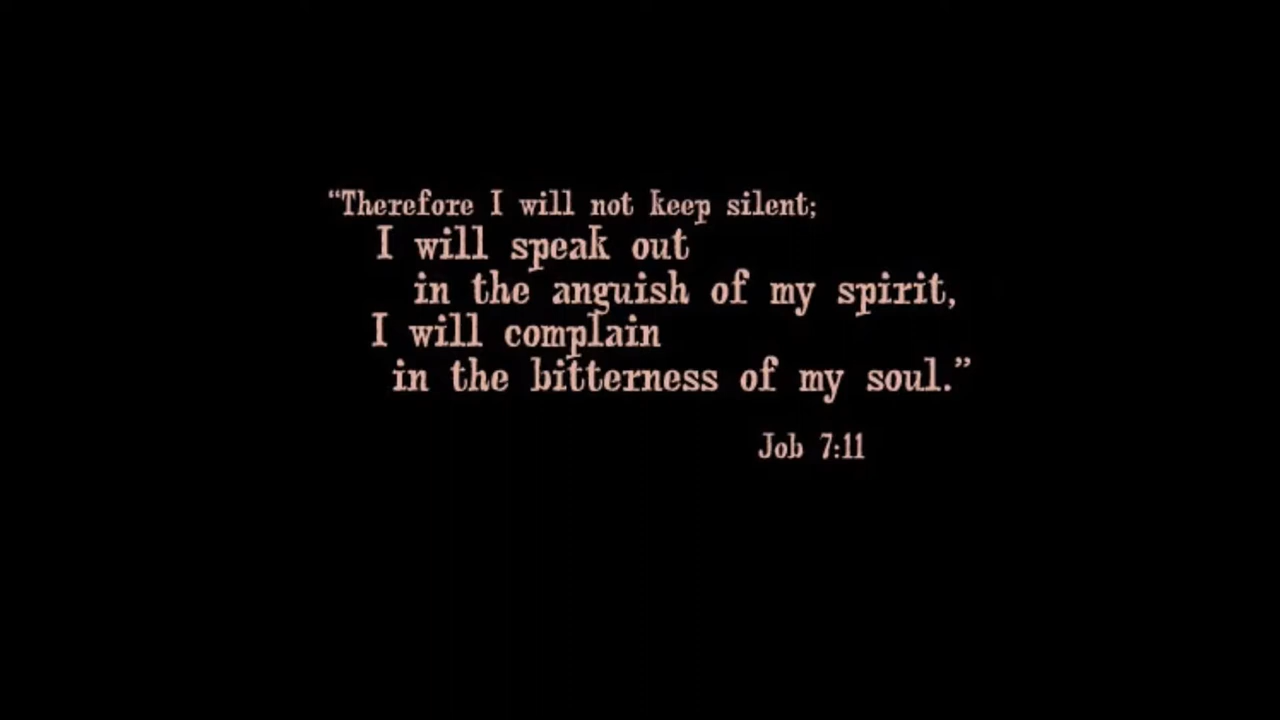 “Therefore I will not keep silent;
I will speak out
in the anguish of my spirit,
I will complain
in the bitterness of my soul.”
Job 7:11